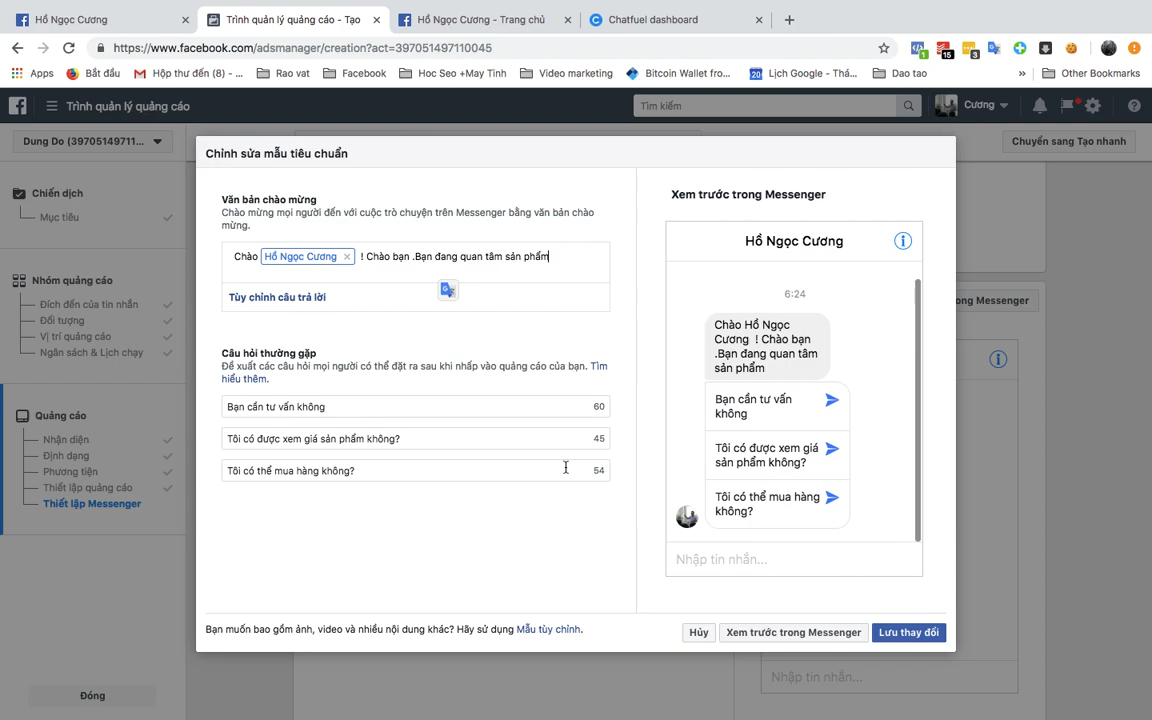 Hồ Ngọc Cương
Trình quản lý quảng cáo - Tạo
Hồ Ngọc Cương - Trang chủ
Chatfuel dashboard
https://www.facebook.com/adsmanager/creation?act=397051497110045
1
15
3
Apps
Bắt đầu
Hộp thư đến (8) - ...
Rao vat
Facebook
Hoc Seo +May Tinh
Video marketing
Bitcoin Wallet fro...
20
Lịch Google - Thá...
Dao tao
»
Other Bookmarks
Trình quản lý quảng cáo
Tìm kiếm
Cương
Dung Do (39705149711...
Chuyển sang Tạo nhanh
Chiến dịch
Mục tiêu
Nhóm quảng cáo
Đích đến của tin nhắn
Đối tượng
Vị trí quảng cáo
Ngân sách & Lịch chạy
Quảng cáo
Nhận diện
Định dạng
Phương tiện
Thiết lập quảng cáo
Thiết lập Messenger
Đóng
Chỉnh sửa mẫu tiêu chuẩn
Văn bản chào mừng
Chào mừng mọi người đến với cuộc trò chuyện trên Messenger bằng văn bản chào
mừng.
Chào Hồ Ngọc Cương × ! Chào bạn .Bạn đang quan tâm sản phẩm
Tùy chỉnh câu trả lời
Câu hỏi thường gặp
Đề xuất các câu hỏi mọi người có thể đặt ra sau khi nhấp vào quảng cáo của bạn. Tìm
hiểu thêm.
Bạn cần tư vấn không 60
Tôi có được xem giá sản phẩm không? 45
Tôi có thể mua hàng không? 54
Xem trước trong Messenger
Hồ Ngọc Cương
6:24
Chào Hồ Ngọc
Cương ! Chào bạn
.Bạn đang quan tâm
sản phẩm
Bạn cần tư vấn
không
Tôi có được xem giá
sản phẩm không?
Tôi có thể mua hàng
không?
Nhập tin nhắn...
ong Messenger
Bạn muốn bao gồm ảnh, video và nhiều nội dung khác? Hãy sử dụng Mẫu tùy chỉnh.
Hủy
Xem trước trong Messenger
Lưu thay đổi
Nhập tin nhắn...